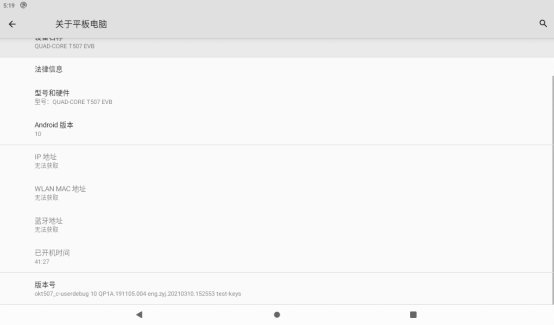 5:19
关于平板电脑
设备名称
QUAD-CORE T507 EVB
法律信息
型号和硬件
型号： QUAD-CORE T507 EVB
Android 版本
10
IP 地址
无法获取
WLAN MAC 地址
无法获取
蓝牙地址
无法获取
已开机时间
41:27
版本号
okt507_c-userdebug 10 QP1A.191105.004 eng.zyj.20210310.152553 test-keys